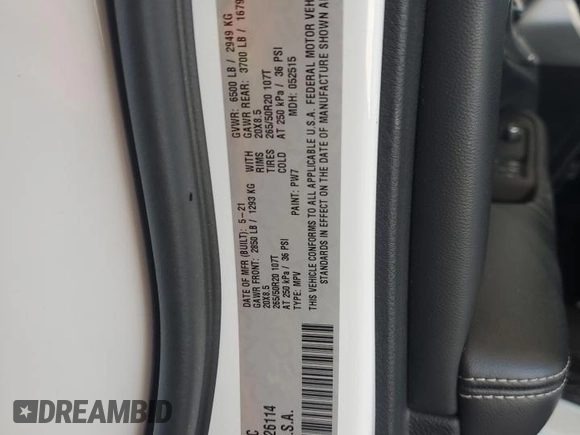 DATE OF MFR (BUILT): 5-21
GVWR: 6500 LB / 2949 KG
GAWR FRONT: 2850 LB / 1293 KG WITH GAWR REAR: 3700 LB / 1679
20X8.5 RIMS 20X8.5
265/50R20 107T TIRES 265/50R20 107T
AT 250 kPa / 36 PSI COLD AT 250 kPa / 36 PSI
TYPE: MPV PAINT: PW7 MDH: 052515
THIS VEHICLE CONFORMS TO ALL APPLICABLE U.S.A. FEDERAL MOTOR VEH
STANDARDS IN EFFECT ON THE DATE OF MANUFACTURE SHOWN A
C
26114
.S.A.
DREAMBID
DREAMBID